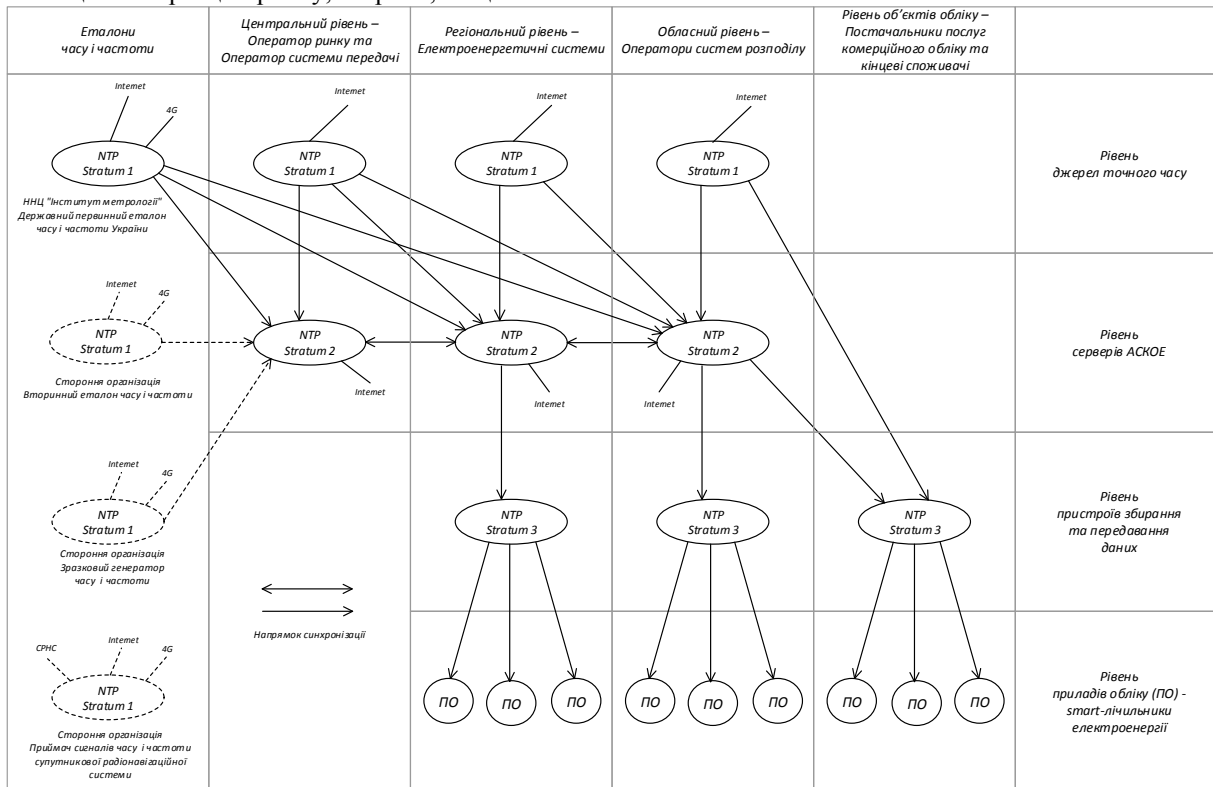 Еталони
часу і частоти
Центральний рівень –
Оператор ринку та
Оператор системи передачі
Регіональний рівень –
Електроенергетичні системи
Обласний рівень –
Оператори систем розподілу
Рівень об’єктів обліку –
Постачальники послуг
комерційного обліку та
кінцеві споживачі
Internet
4G
NTP
Stratum 1
ННЦ "Інститут метрології"
Державний первинний еталон
часу і частоти України
Internet
NTP
Stratum 1
Internet
NTP
Stratum 1
Internet
NTP
Stratum 1
Рівень
джерел точного часу
Internet
4G
NTP
Stratum 1
Стороння організація
Вторинний еталон часу і частоти
NTP
Stratum 2
Internet
NTP
Stratum 2
Internet
NTP
Stratum 2
Internet
Рівень
серверів АСКОЕ
Internet
4G
NTP
Stratum 1
Стороння організація
Зразковий генератор
часу і частоти
Напрямок синхронізації
NTP
Stratum 3
NTP
Stratum 3
NTP
Stratum 3
Рівень
пристроїв збирання
та передавання
даних
СРНС
Internet
4G
NTP
Stratum 1
Стороння організація
Приймач сигналів часу і частоти
супутникової радіонавігаційної
системи
ПО
ПО
ПО
ПО
ПО
ПО
ПО
ПО
ПО
Рівень
приладів обліку (ПО) -
smart-лічильники
електроенергії